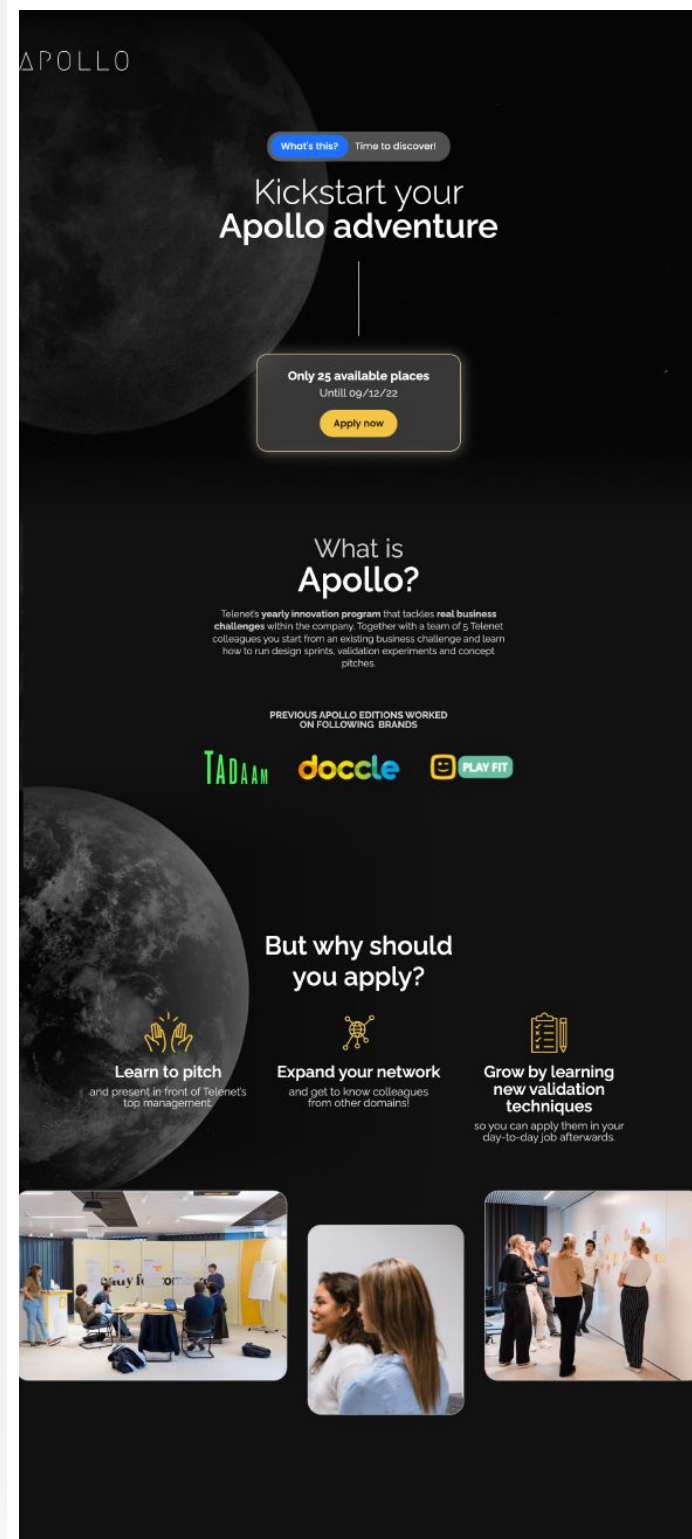 APOLLO
What's this? Time to discover!
Kickstart your
Apollo adventure
Only 25 available places
Untill 09/12/22
Apply now
What is
Apollo?
Telenet's yearly innovation program that tackles real business
challenges within the company. Together with a team of 5 Telenet
colleagues you start from an existing business challenge and learn
how to run design sprints, validation experiments and concept
pitches.
PREVIOUS APOLLO EDITIONS WORKED
ON FOLLOWING BRANDS
TADAAM
doccle
PLAY FIT
But why should
you apply?
Learn to pitch
and present in front of Telenet's
top management.
Expand your network
and get to know colleagues
from other domains!
Grow by learning
new validation
techniques
so you can apply them in your
day-to-day job afterwards.